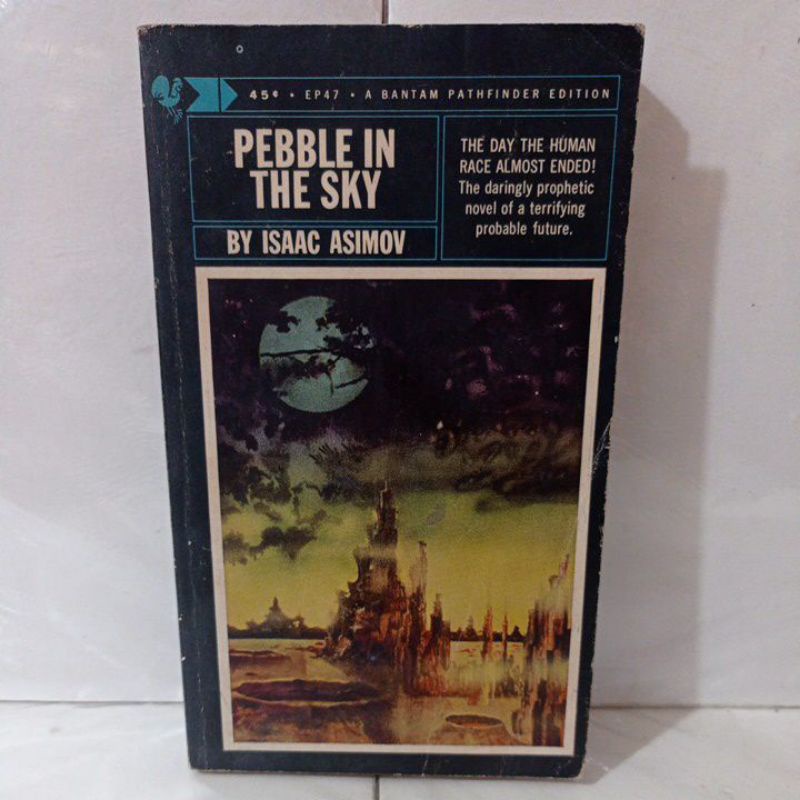 45¢ • EP47 • A BANTAM PATHFINDER EDITION
PEBBLE IN
THE SKY
BY ISAAC ASIMOV
THE DAY THE HUMAN
RACE ALMOST ENDED!
The daringly prophetic
novel of a terrifying
probable future.